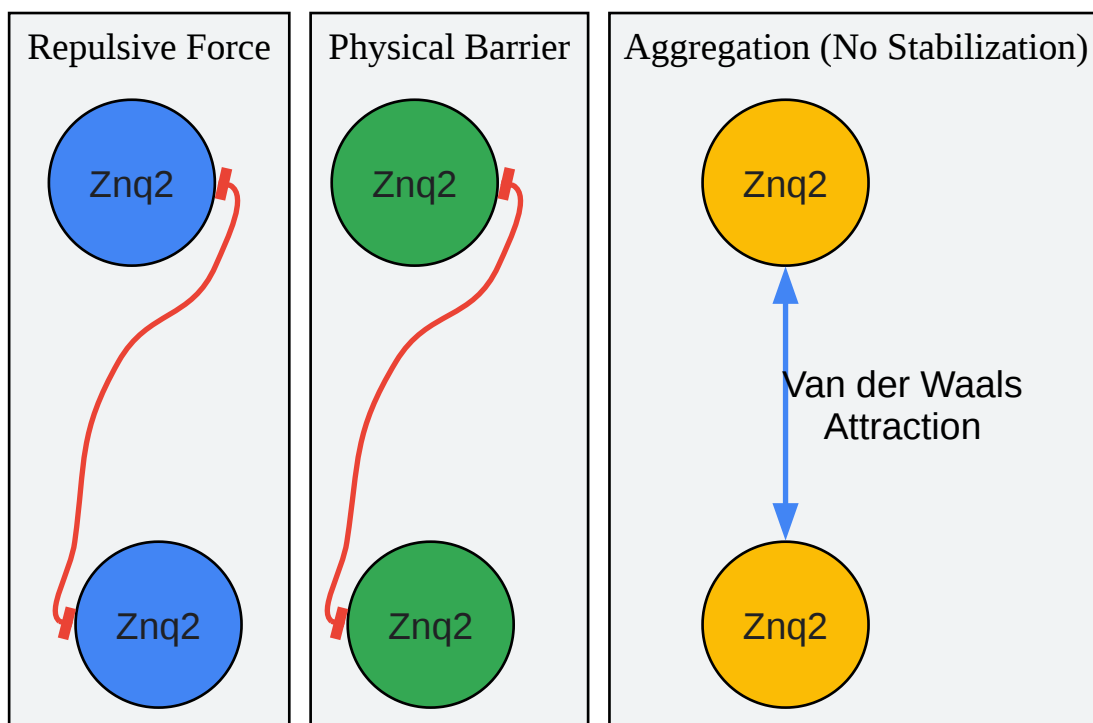 Repulsive Force
Znq2
Znq2
Physical Barrier
Znq2
Znq2
Aggregation (No Stabilization)
Znq2
Van der Waals
Attraction
Znq2